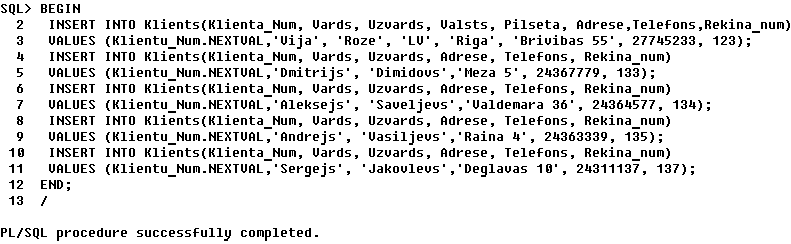 SQL> BEGIN
2 INSERT INTO Klients(Klienta_Num, Vards, Uzvards, Valsts, Pilseta, Adrese,Telefons,Rekina_num)
3 VALUES (Klientu_Num.NEXTVAL,'Vija', 'Roze', 'LV', 'Riga', 'Brivibas 55', 27745233, 123);
4 INSERT INTO Klients(Klienta_Num, Vards, Uzvards, Adrese, Telefons, Rekina_num)
5 VALUES (Klientu_Num.NEXTVAL,'Dmitrijs', 'Dimidovs','Meza 5', 24367779, 133);
6 INSERT INTO Klients(Klienta_Num, Vards, Uzvards, Adrese, Telefons, Rekina_num)
7 VALUES (Klientu_Num.NEXTVAL,'Aleksejs', 'Saveljevs','Valdemara 36', 24364577, 134);
8 INSERT INTO Klients(Klienta_Num, Vards, Uzvards, Adrese, Telefons, Rekina_num)
9 VALUES (Klientu_Num.NEXTVAL,'Andrejs', 'Vasiljevs','Raina 4', 24363339, 135);
10 INSERT INTO Klients(Klienta_Num, Vards, Uzvards, Adrese, Telefons, Rekina_num)
11 VALUES (Klientu_Num.NEXTVAL,'Sergejs', 'Jakovlevs','Deglavas 10', 24311137, 137);
12 END;
13 /
PL/SQL procedure successfully completed.